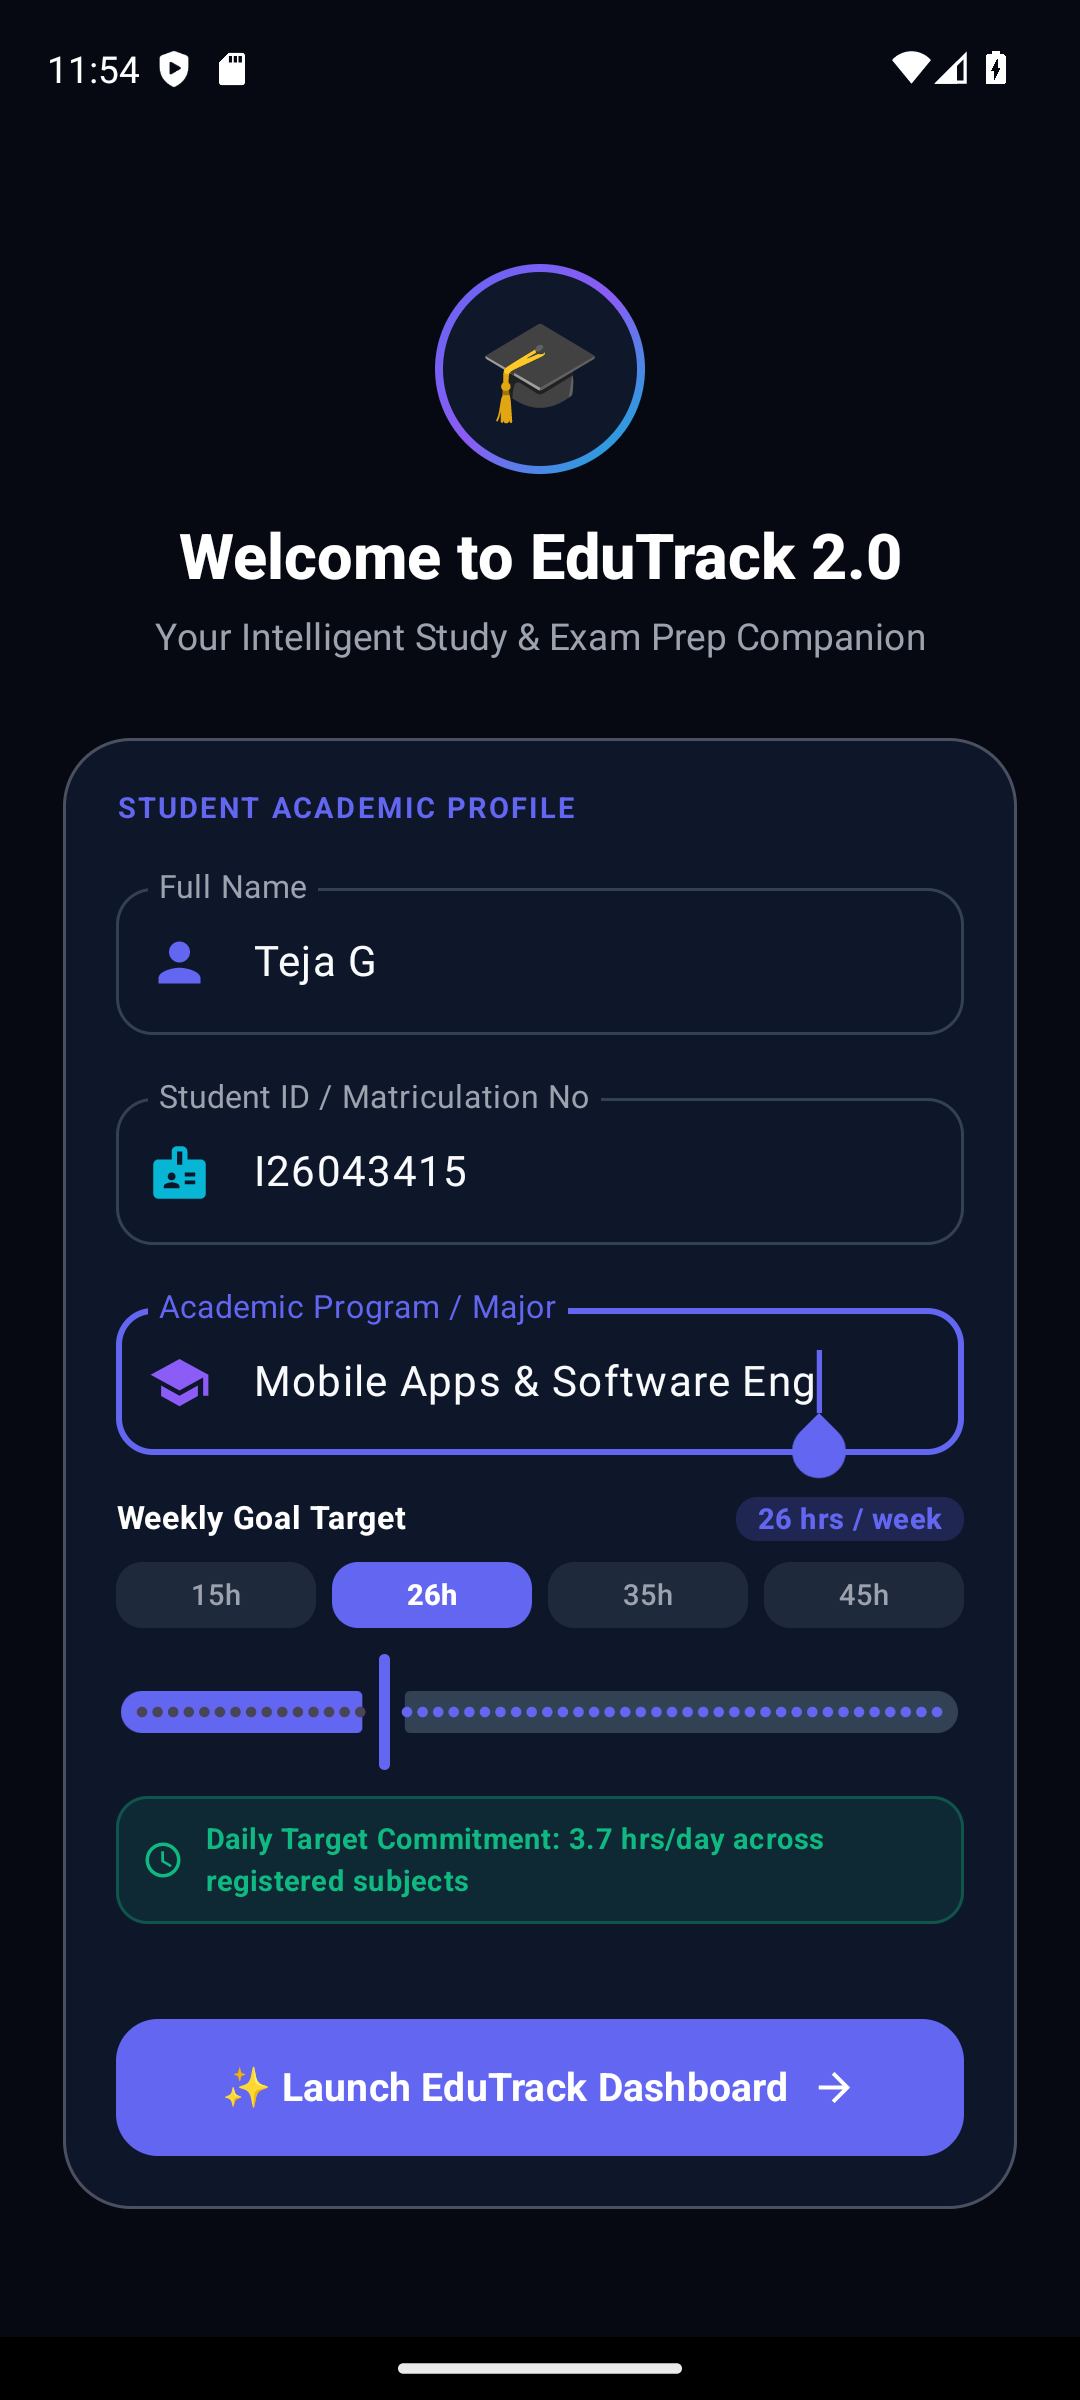 11:54
Welcome to EduTrack 2.0
Your Intelligent Study & Exam Prep Companion
STUDENT ACADEMIC PROFILE
Full Name
Teja G
Student ID / Matriculation No
I26043415
Academic Program / Major
Mobile Apps & Software Eng
Weekly Goal Target
26 hrs / week
15h
26h
35h
45h
Daily Target Commitment: 3.7 hrs/day across
registered subjects
✨ Launch EduTrack Dashboard →